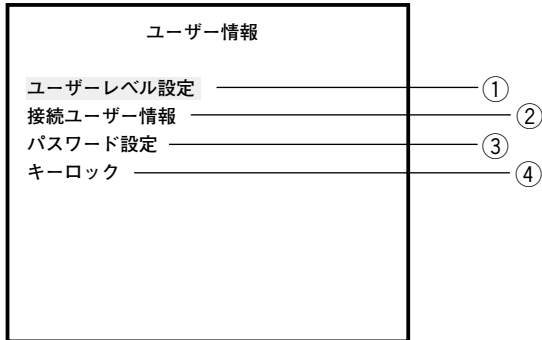 ユーザー情報
ユーザーレベル設定 ①
接続ユーザー情報 ②
パスワード設定 ③
キーロック ④